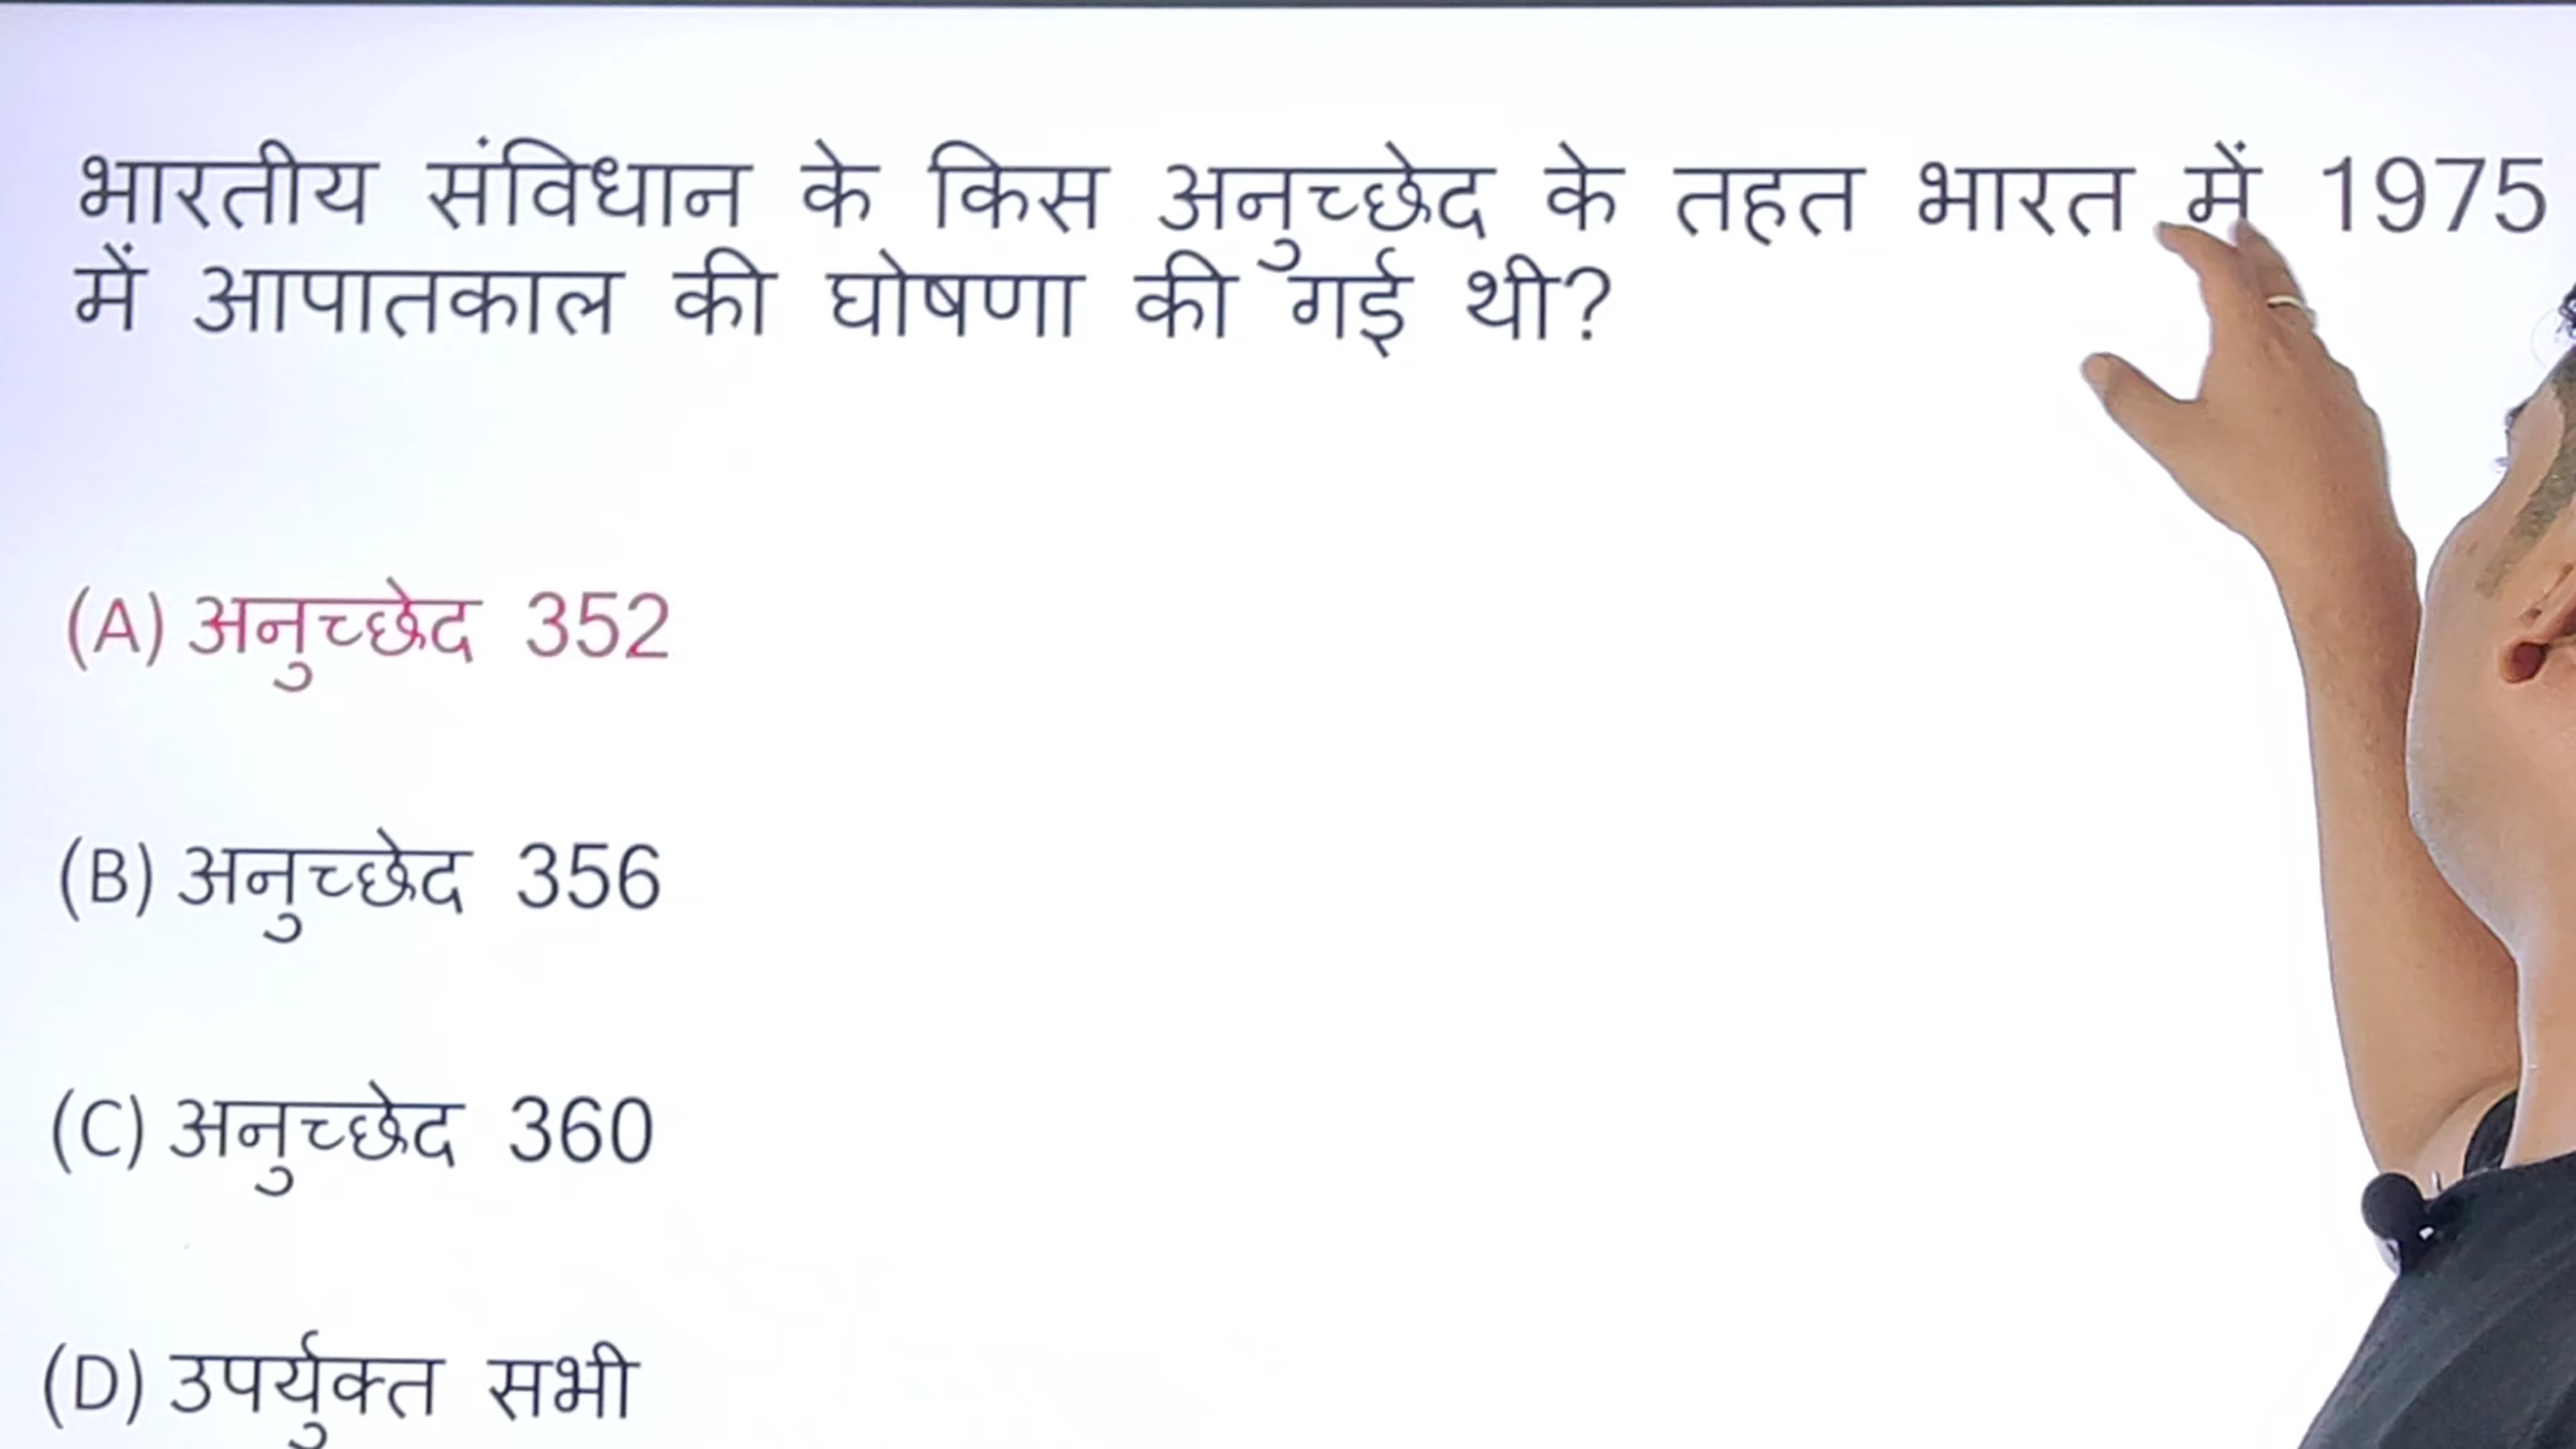 भारतीय संविधान के किस अनुच्छेद के तहत भारत में 1975
में आपातकाल की घोषणा की गई थी?
(A) अनुच्छेद 352
(B) अनुच्छेद 356
(C) अनुच्छेद 360
(D) उपर्युक्त सभी